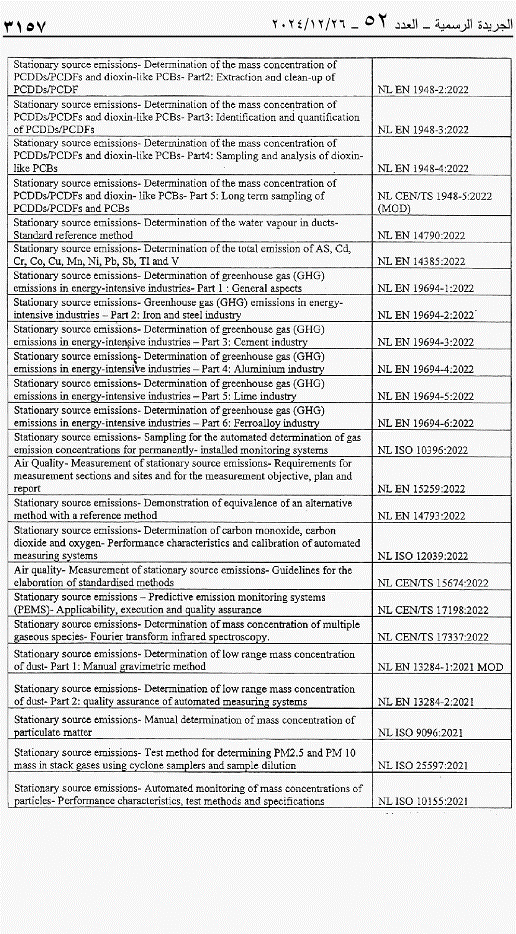 الجريدة الرسمية – العدد ٥٢ – ٢٠٢٤/١٢/٢٦
٣١٥٧
Stationary source emissions- Determination of the mass concentration of
PCDDs/PCDFs and dioxin-like PCBs- Part2: Extraction and clean-up of
PCDDs/PCDF
NL EN 1948-2:2022
Stationary source emissions- Determination of the mass concentration of
PCDDs/PCDFs and dioxin-like PCBs- Part3: Identification and quantification
of PCDDs/PCDFs
NL EN 1948-3:2022
Stationary source emissions- Determination of the mass concentration of
PCDDs/PCDFs and dioxin-like PCBs- Part4: Sampling and analysis of dioxin-
like PCBs
NL EN 1948-4:2022
Stationary source emissions- Determination of the mass concentration of
PCDDs/PCDFs and dioxin- like PCBs- Part 5: Long term sampling of
PCDDs/PCDFs and PCBs
NL CEN/TS 1948-5:2022
(MOD)
Stationary source emissions- Determination of the water vapour in ducts-
Standard reference method
NL EN 14790:2022
Stationary source emissions- Determination of the total emission of AS, Cd,
Cr, Co, Cu, Mn, Ni, Pb, Sb, TI and V
NL EN 14385:2022
Stationary source emissions- Determination of greenhouse gas (GHG)
emissions in energy-intensive industries- Part 1 : General aspects
NL EN 19694-1:2022
Stationary source emissions- Greenhouse gas (GHG) emissions in energy-
intensive industries – Part 2: Iron and steel industry
NL EN 19694-2:2022
Stationary source emissions- Determination of greenhouse gas (GHG)
emissions in energy-intensive industries – Part 3: Cement industry
NL EN 19694-3:2022
Stationary source emissions- Determination of greenhouse gas (GHG)
emissions in energy-intensive industries – Part 4: Aluminium industry
NL EN 19694-4:2022
Stationary source emissions- Determination of greenhouse gas (GHG)
emissions in energy-intensive industries – Part 5: Lime industry
NL EN 19694-5:2022
Stationary source emissions- Determination of greenhouse gas (GHG)
emissions in energy-intensive industries – Part 6: Ferroalloy industry
NL EN 19694-6:2022
Stationary source emissions- Sampling for the automated determination of gas
emission concentrations for permanently- installed monitoring systems
NL ISO 10396:2022
Air Quality- Measurement of stationary source emissions- Requirements for
measurement sections and sites and for the measurement objective, plan and
report
NL EN 15259:2022
Stationary source emissions- Demonstration of equivalence of an alternative
method with a reference method
NL EN 14793:2022
Stationary source emissions- Determination of carbon monoxide, carbon
dioxide and oxygen- Performance characteristics and calibration of automated
measuring systems
NL ISO 12039:2022
Air quality- Measurement of stationary source emissions- Guidelines for the
elaboration of standardised methods
NL CEN/TS 15674:2022
Stationary source emissions – Predictive emission monitoring systems
(PEMS)- Applicability, execution and quality assurance
NL CEN/TS 17198:2022
Stationary source emissions- Determination of mass concentration of multiple
gaseous species- Fourier transform infrared spectroscopy.
NL CEN/TS 17337:2022
Stationary source emissions- Determination of low range mass concentration
of dust- Part 1: Manual gravimetric method
NL EN 13284-1:2021 MOD
Stationary source emissions- Determination of low range mass concentration
of dust- Part 2: quality assurance of automated measuring systems
NL EN 13284-2:2021
Stationary source emissions- Manual determination of mass concentration of
particulate matter
NL ISO 9096:2021
Stationary source emissions- Test method for determining PM2.5 and PM 10
mass in stack gases using cyclone samplers and sample dilution
NL ISO 25597:2021
Stationary source emissions- Automated monitoring of mass concentrations of
particles- Performance characteristics, test methods and specifications
NL ISO 10155:2021